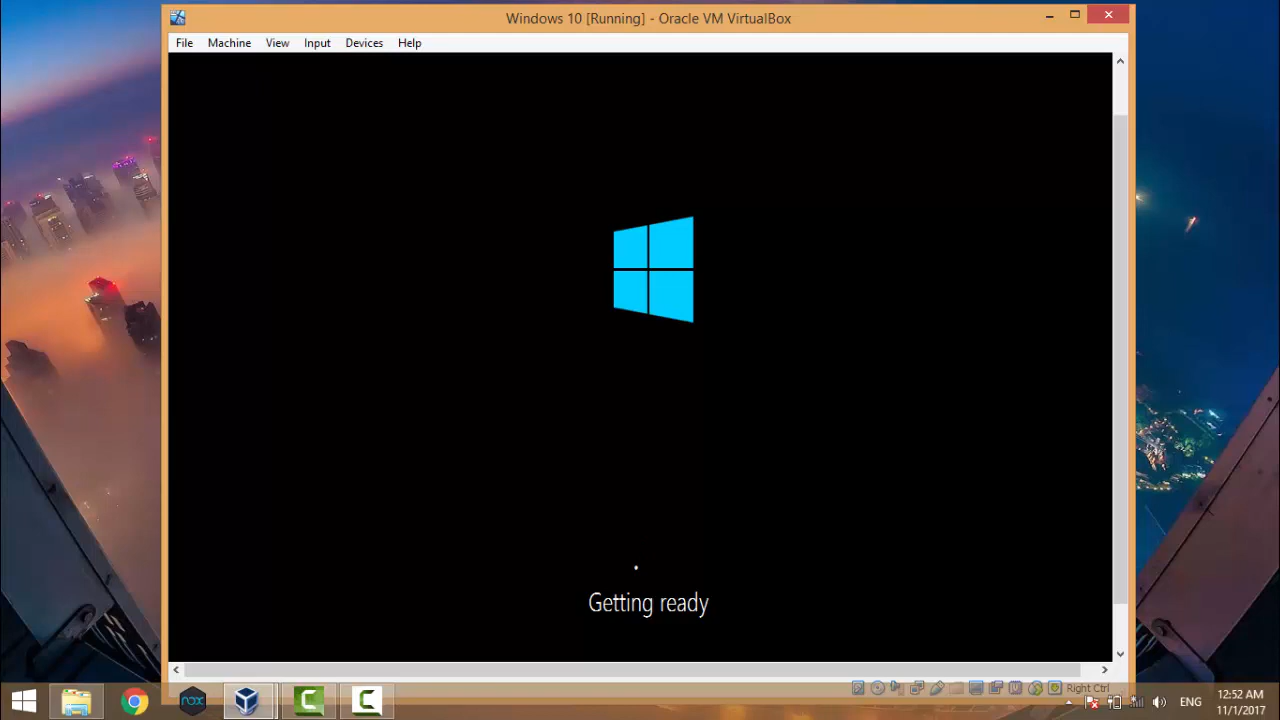 Windows 10 [Running] - Oracle VM VirtualBox
File Machine View Input Devices Help
Getting ready
Right Ctrl
nox
ENG
12:52 AM
11/1/2017